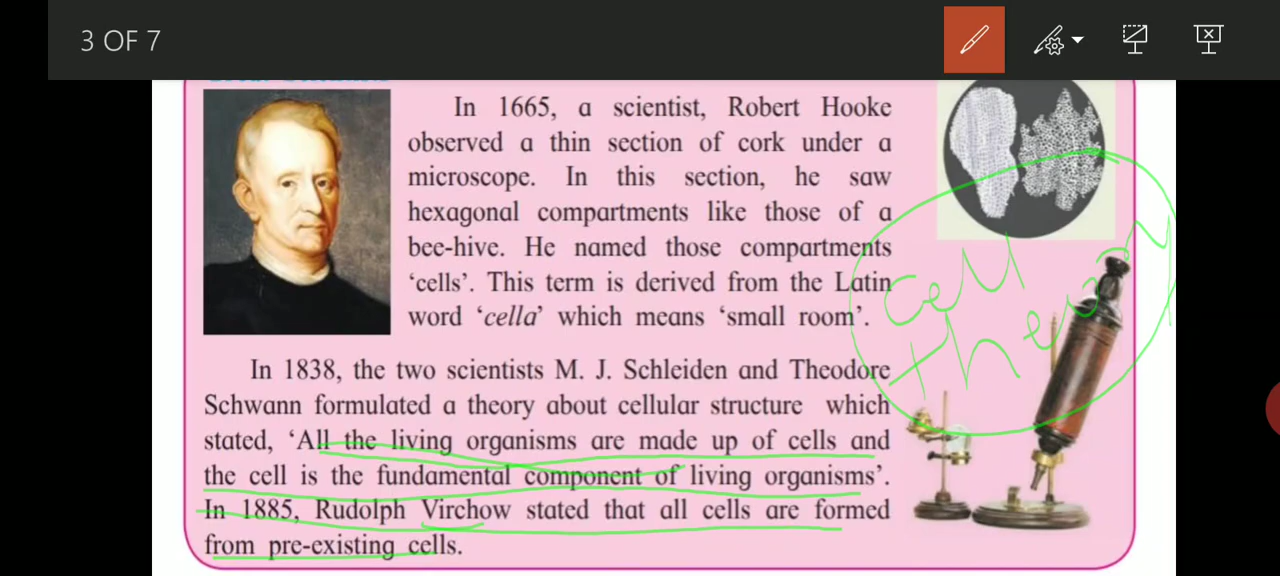 3 OF 7
In 1665, a scientist, Robert Hooke
observed a thin section of cork under a
microscope. In this section, he saw
hexagonal compartments like those of a
bee-hive. He named those compartments
‘cells’. This term is derived from the Latin
word ‘cella’ which means ‘small room’.
cell
theory
In 1838, the two scientists M. J. Schleiden and Theodore
Schwann formulated a theory about cellular structure which
stated, ‘All the living organisms are made up of cells and
the cell is the fundamental component of living organisms’.
In 1885, Rudolph Virchow stated that all cells are formed
from pre-existing cells.